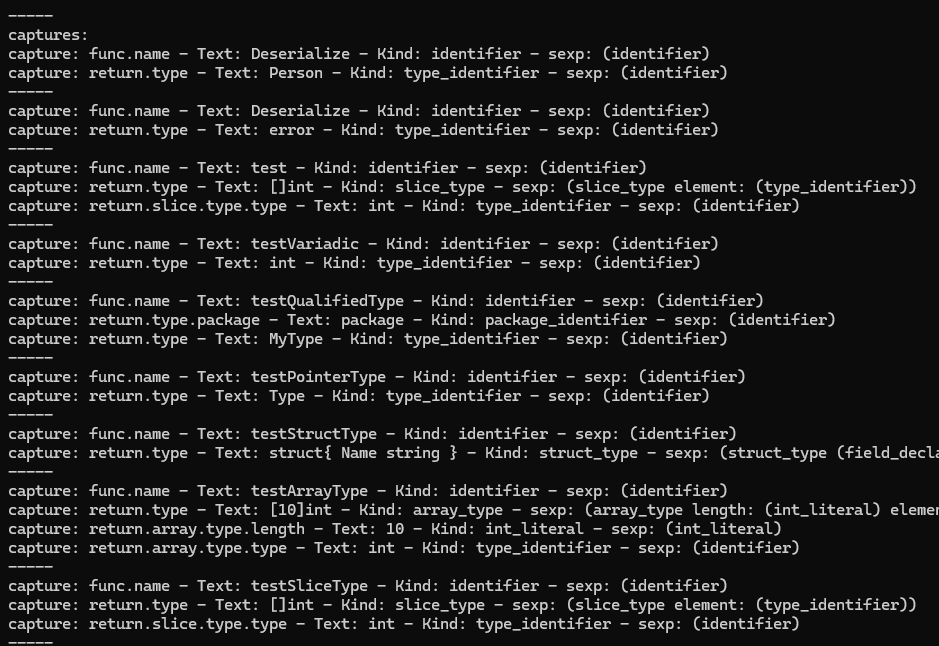 -----
captures:
capture: func.name - Text: Deserialize - Kind: identifier - sexp: (identifier)
capture: return.type - Text: Person - Kind: type_identifier - sexp: (identifier)
-----
capture: func.name - Text: Deserialize - Kind: identifier - sexp: (identifier)
capture: return.type - Text: error - Kind: type_identifier - sexp: (identifier)
-----
capture: func.name - Text: test - Kind: identifier - sexp: (identifier)
capture: return.type - Text: []int - Kind: slice_type - sexp: (slice_type element: (type_identifier))
capture: return.slice.type.type - Text: int - Kind: type_identifier - sexp: (identifier)
-----
capture: func.name - Text: testVariadic - Kind: identifier - sexp: (identifier)
capture: return.type - Text: int - Kind: type_identifier - sexp: (identifier)
-----
capture: func.name - Text: testQualifiedType - Kind: identifier - sexp: (identifier)
capture: return.type.package - Text: package - Kind: package_identifier - sexp: (identifier)
capture: return.type - Text: MyType - Kind: type_identifier - sexp: (identifier)
-----
capture: func.name - Text: testPointerType - Kind: identifier - sexp: (identifier)
capture: return.type - Text: Type - Kind: type_identifier - sexp: (identifier)
-----
capture: func.name - Text: testStructType - Kind: identifier - sexp: (identifier)
capture: return.type - Text: struct{ Name string } - Kind: struct_type - sexp: (struct_type (field_decla
-----
capture: func.name - Text: testArrayType - Kind: identifier - sexp: (identifier)
capture: return.type - Text: [10]int - Kind: array_type - sexp: (array_type length: (int_literal) elemen
capture: return.array.type.length - Text: 10 - Kind: int_literal - sexp: (int_literal)
capture: return.array.type.type - Text: int - Kind: type_identifier - sexp: (identifier)
-----
capture: func.name - Text: testSliceType - Kind: identifier - sexp: (identifier)
capture: return.type - Text: []int - Kind: slice_type - sexp: (slice_type element: (type_identifier))
capture: return.slice.type.type - Text: int - Kind: type_identifier - sexp: (identifier)
-----